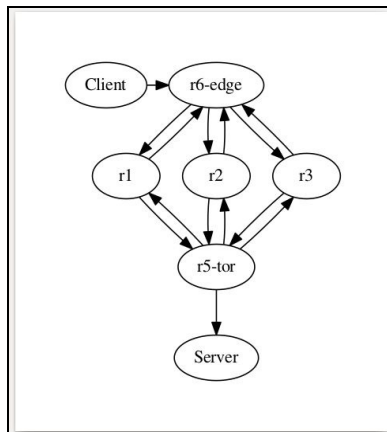 Client
r6-edge
r1
r2
r3
r5-tor
Server